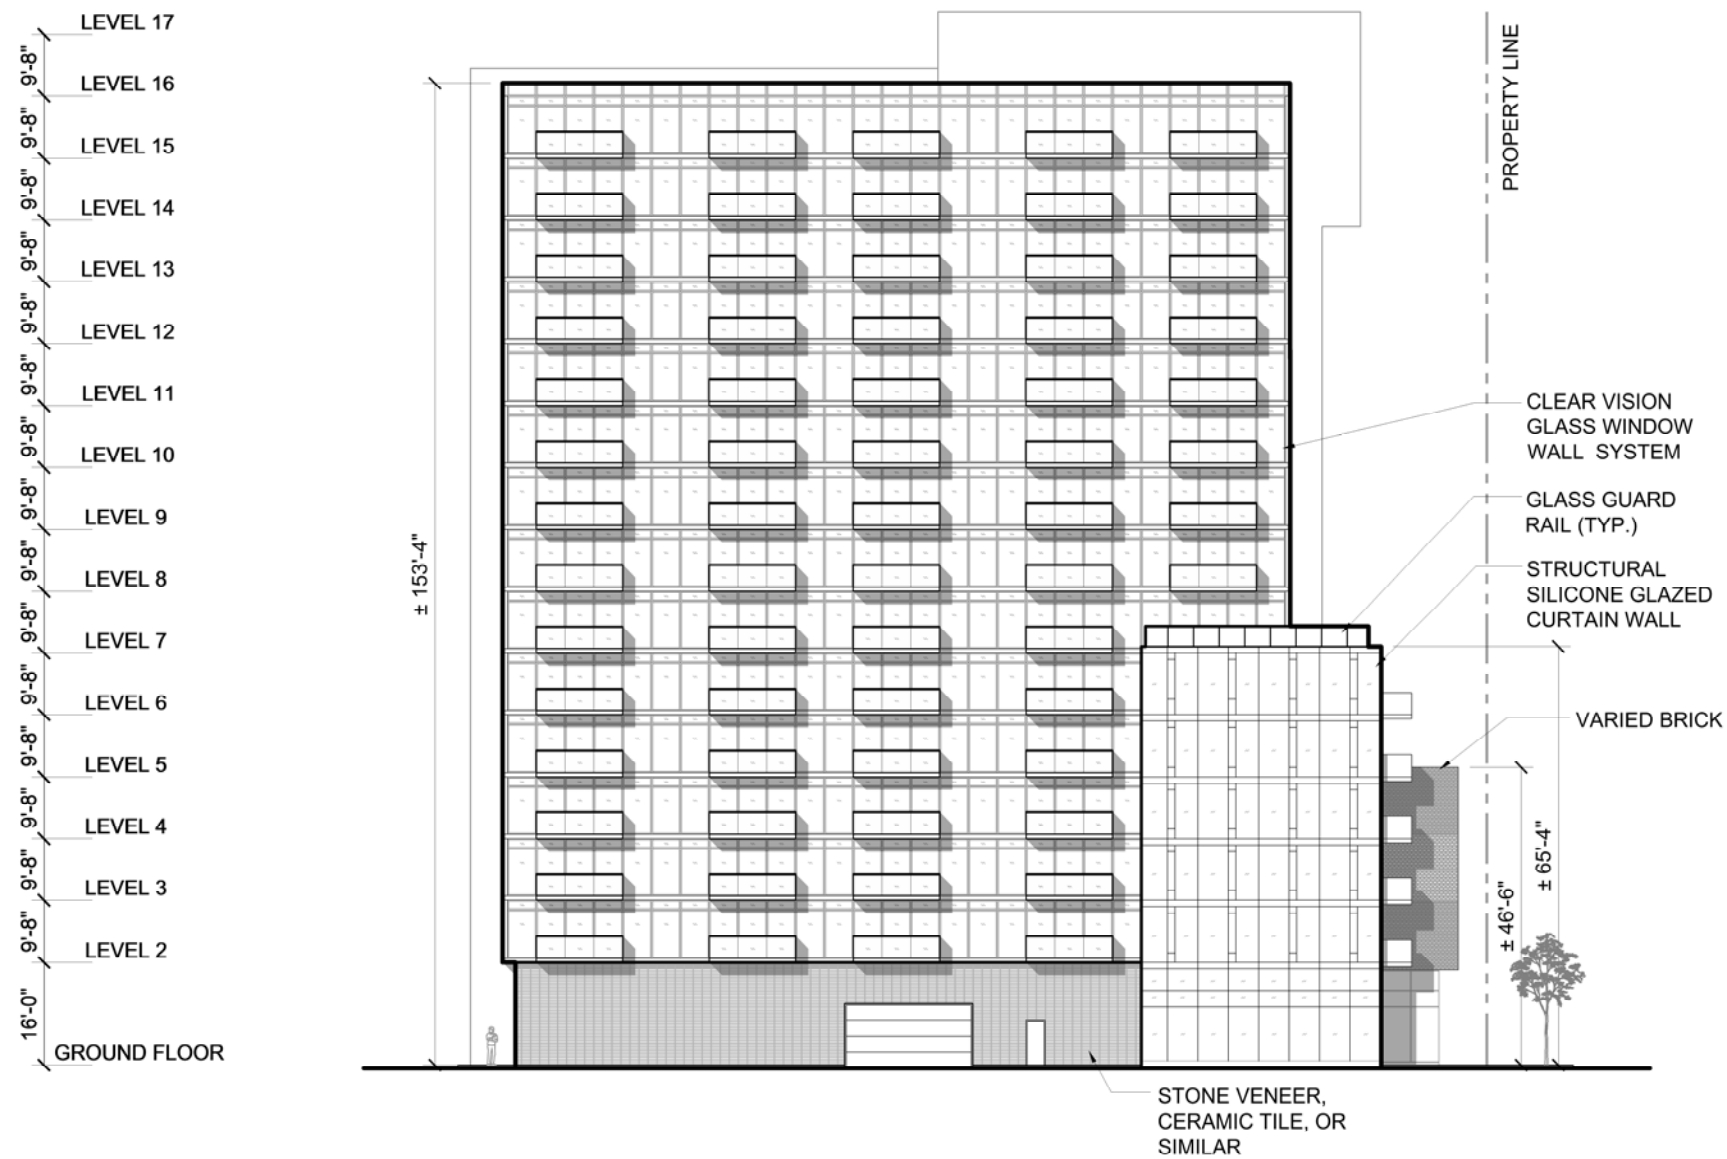 LEVEL 17
9'-8"
LEVEL 16
9'-8"
LEVEL 15
9'-8"
LEVEL 14
9'-8"
LEVEL 13
9'-8"
LEVEL 12
9'-8"
LEVEL 11
9'-8"
LEVEL 10
9'-8"
LEVEL 9
9'-8"
LEVEL 8
9'-8"
LEVEL 7
9'-8"
LEVEL 6
9'-8"
LEVEL 5
9'-8"
LEVEL 4
9'-8"
LEVEL 3
9'-8"
LEVEL 2
16'-0"
GROUND FLOOR
± 153'-4"
PROPERTY LINE
CLEAR VISION
GLASS WINDOW
WALL SYSTEM
GLASS GUARD
RAIL (TYP.)
STRUCTURAL
SILICONE GLAZED
CURTAIN WALL
VARIED BRICK
± 46'-6"
± 65'-4"
STONE VENEER,
CERAMIC TILE, OR
SIMILAR